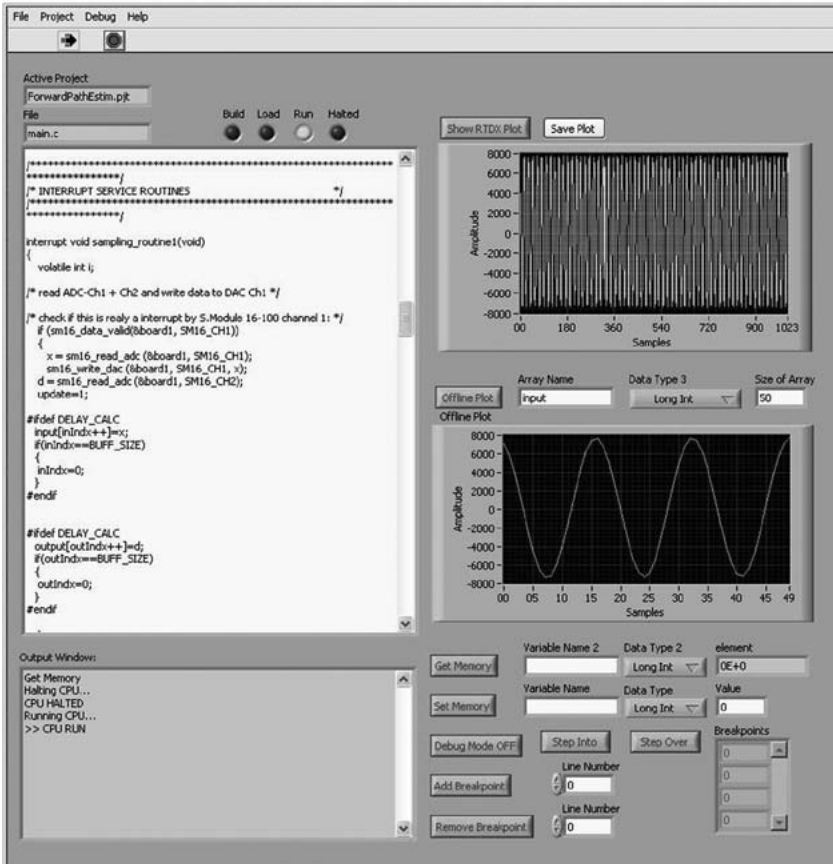 File Project Debug Help
Active Project
ForwardPathEstim.pjt
File
main.c
Build Load Run Halted
/*****************************************************************************
******************/
/* INTERRUPT SERVICE ROUTINES */
/*****************************************************************************
******************/
interrupt void sampling_routine1(void)
{
volatile int i;
/* read ADC-Ch1 + Ch2 and write data to DAC Ch1 */
/* check if this is realy a interrupt by S.Modulo 16-100 channel 1: */
if (sm16_data_valid(&board1, SM16_CH1))
{
x = sm16_read_adc (&board1, SM16_CH1);
sm16_write_dac (&board1, SM16_CH1, x);
d = sm16_read_adc (&board1, SM16_CH2);
update=1;
#ifdef DELAY_CALC
input[inIndx++]=x;
if(inIndx==BUFF_SIZE)
{
inIndx=0;
}
#endif
#ifdef DELAY_CALC
output[outIndx++]=d;
if(outIndx==BUFF_SIZE)
{
outIndx=0;
}
#endif
Output Window:
Get Memory
Halting CPU...
CPU HALTED
Running CPU...
>> CPU RUN
Show RTDX Plot Save Plot
8000
6000
4000
2000
0
-2000
-4000
-6000
-8000
Amplitude
00 180 360 540 720 900 1023
Samples
Array Name Data Type 3 Size of Array
Offline Plot input Long Int 50
Offline Plot
8000
6000
4000
2000
0
-2000
-4000
-6000
-8000
Amplitude
00 05 10 15 20 25 30 35 40 45 49
Samples
Variable Name 2 Data Type 2 element
Get Memory Long Int 0E+0
Variable Name Data Type Value
Set Memory Long Int 0
Debug Mode OFF Step Into Step Over Breakpoints
0
0
0
0
Line Number
Add Breakpoint 0
Line Number
Remove Breakpoint 0